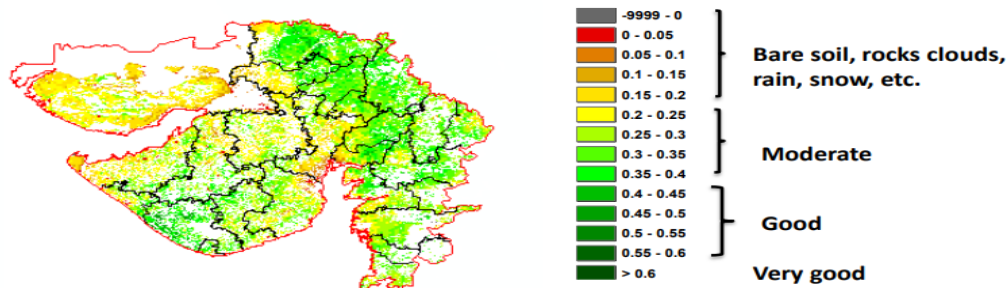 -9999 - 0
0 - 0.05
0.05 - 0.1
0.1 - 0.15
0.15 - 0.2
0.2 - 0.25
0.25 - 0.3
0.3 - 0.35
0.35 - 0.4
0.4 - 0.45
0.45 - 0.5
0.5 - 0.55
0.55 - 0.6
> 0.6
Bare soil, rocks clouds,
rain, snow, etc.
Moderate
Good
Very good